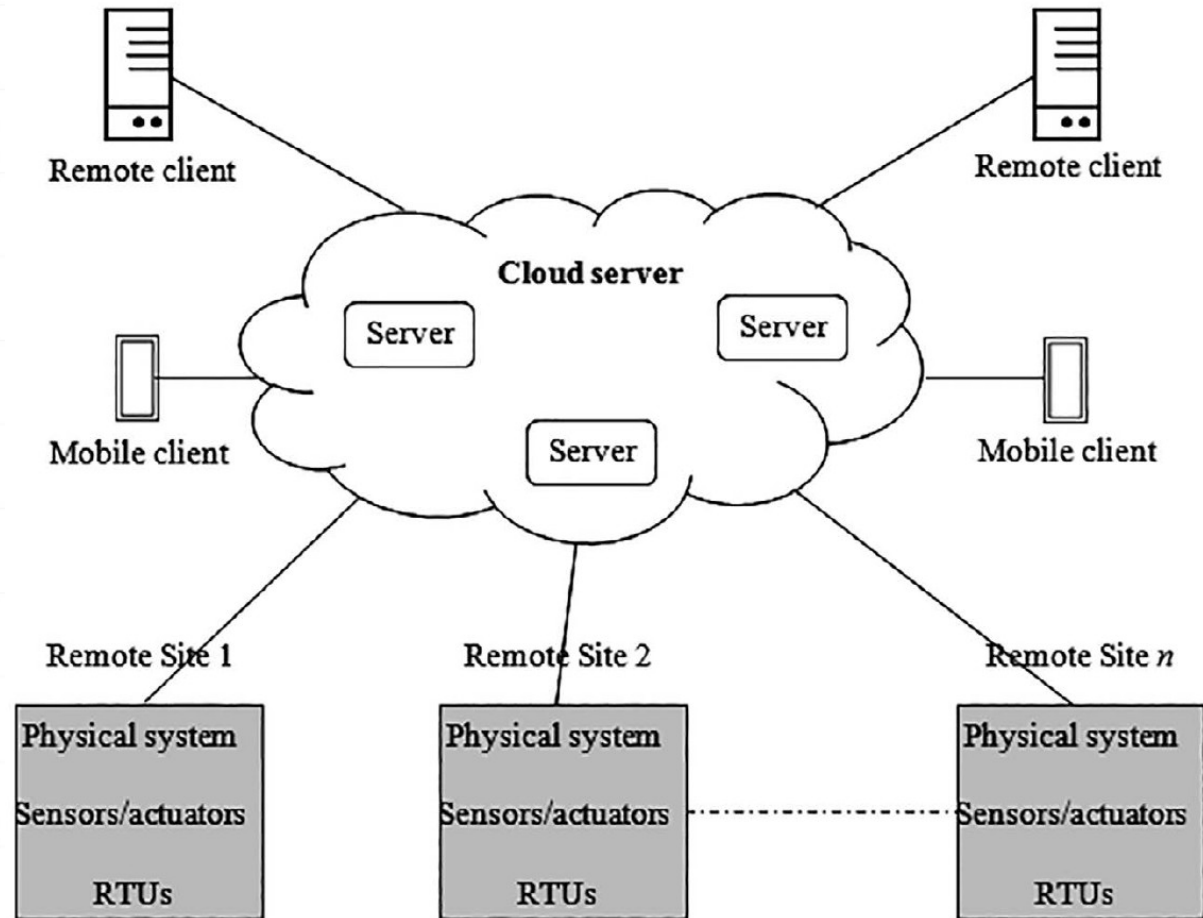 Remote client
Remote client
Cloud server
Server
Server
Mobile client
Server
Mobile client
Remote Site 1
Remote Site 2
Remote Site n
Physical system
Sensors/actuators
RTUs
Physical system
Sensors/actuators
RTUs
Physical system
Sensors/actuators
RTUs